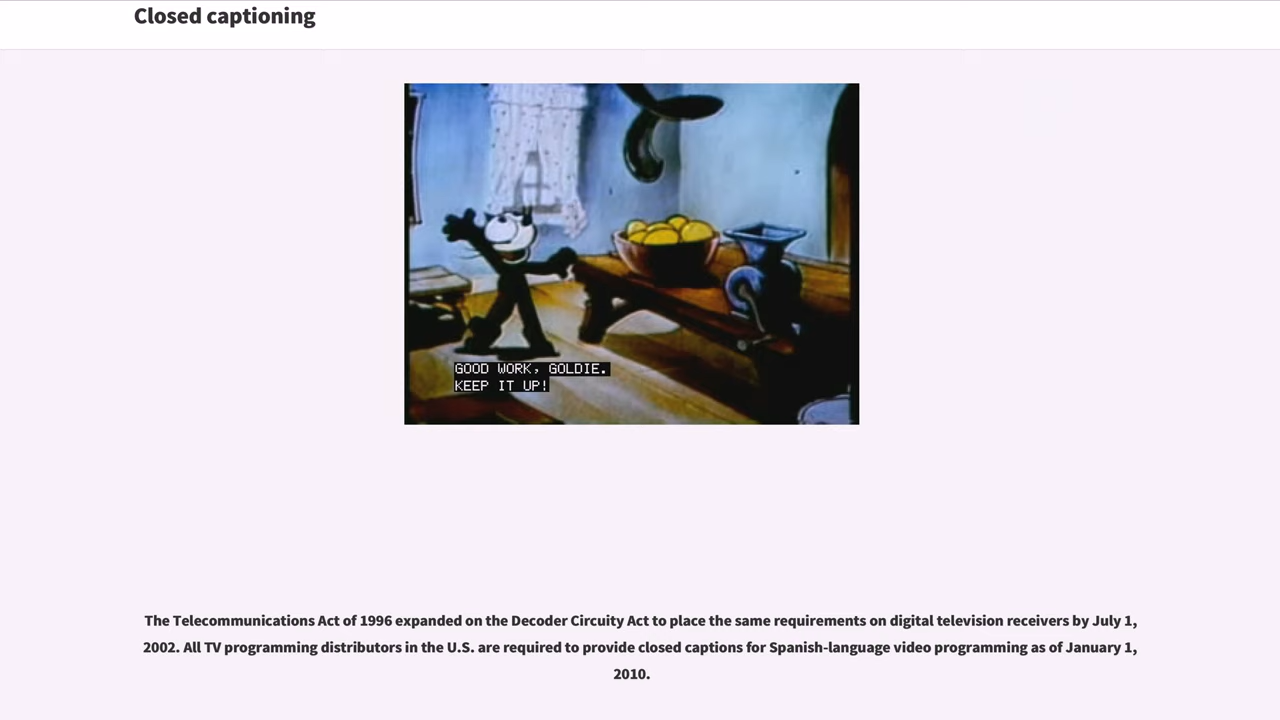 Closed captioning
GOOD WORK, GOLDIE.
KEEP IT UP!
The Telecommunications Act of 1996 expanded on the Decoder Circuity Act to place the same requirements on digital television receivers by July 1,
2002. All TV programming distributors in the U.S. are required to provide closed captions for Spanish-language video programming as of January 1,
2010.